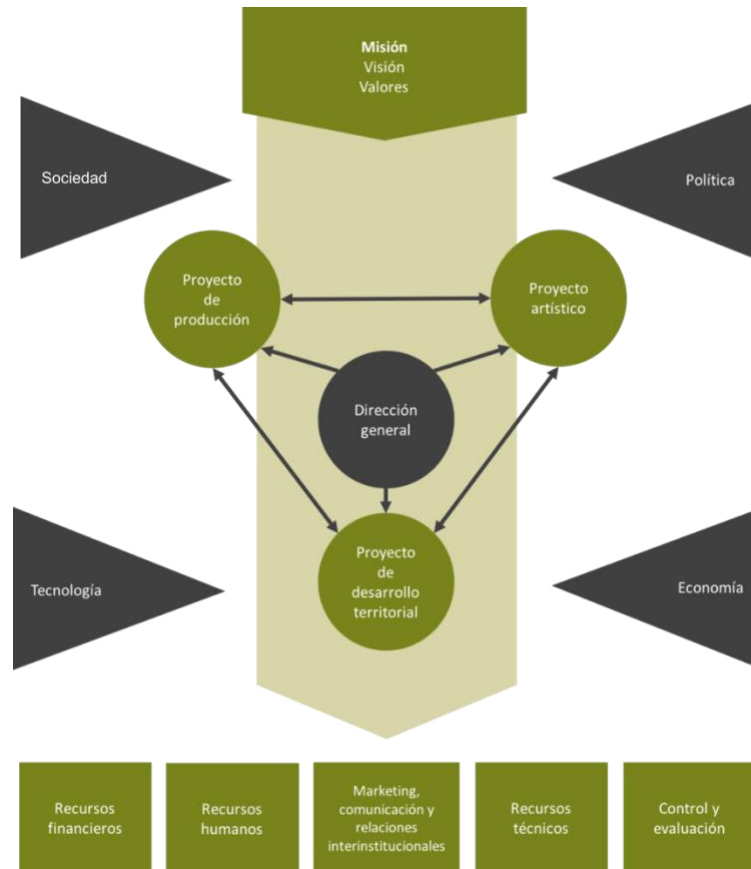 Misión
Visión
Valores
Sociedad
Política
Proyecto
de
producción
Proyecto
artístico
Dirección
general
Tecnología
Proyecto
de
desarrollo
territorial
Economía
Recursos
financieros
Recursos
humanos
Marketing,
comunicación y
relaciones
interinstitucionales
Recursos
técnicos
Control y
evaluación